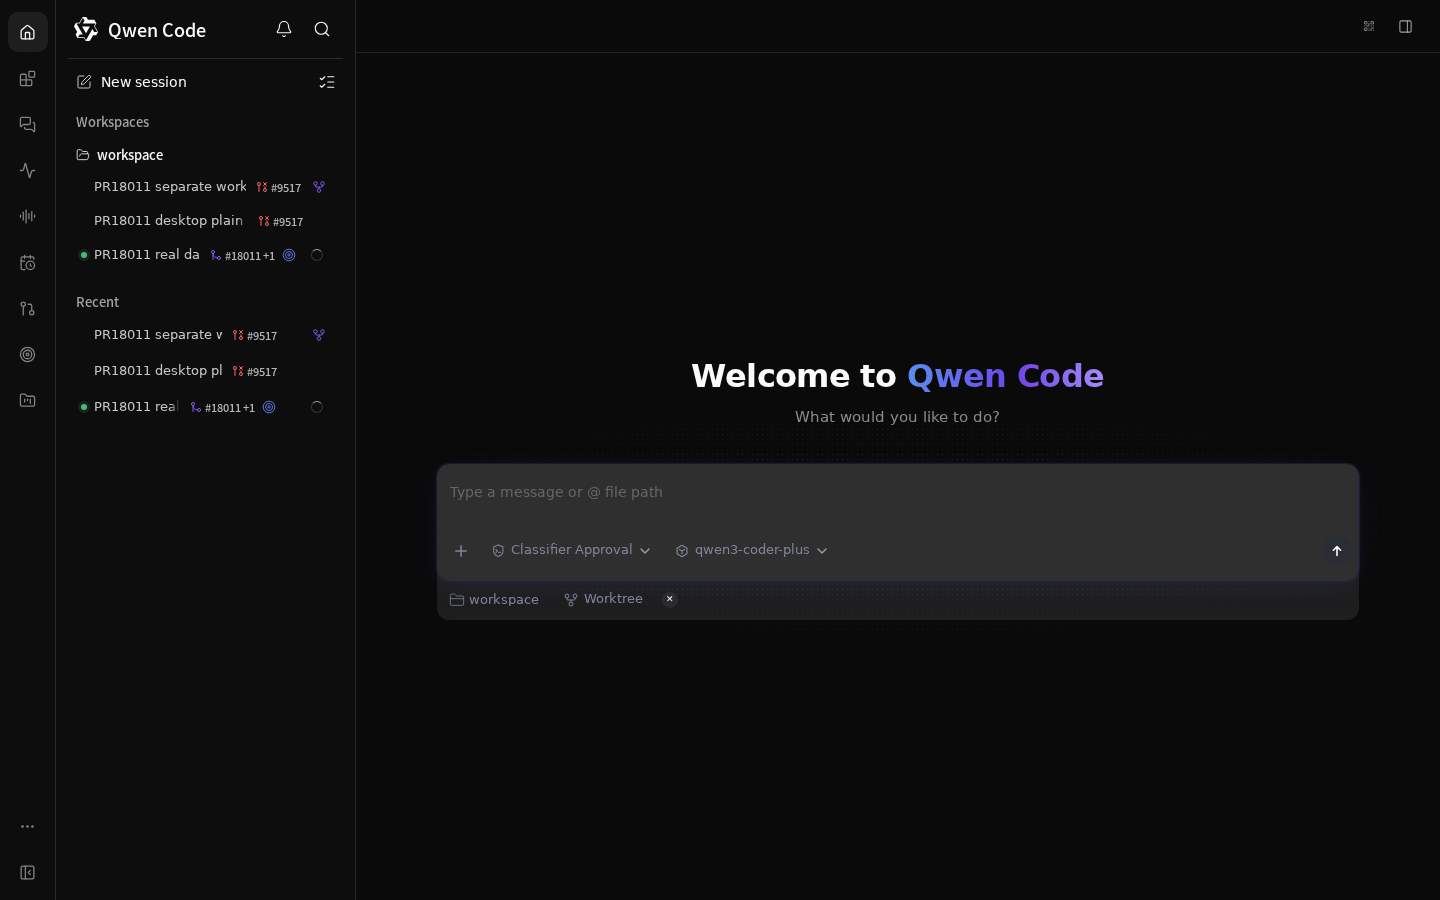 Qwen Code
New session
Workspaces
workspace
PR18011 separate work #9517
PR18011 desktop plain #9517
PR18011 real da #18011 +1
Recent
PR18011 separate #9517
PR18011 desktop pl #9517
PR18011 real #18011 +1
Welcome to Qwen Code
What would you like to do?
Type a message or @ file path
Classifier Approval
qwen3-coder-plus
workspace
Worktree